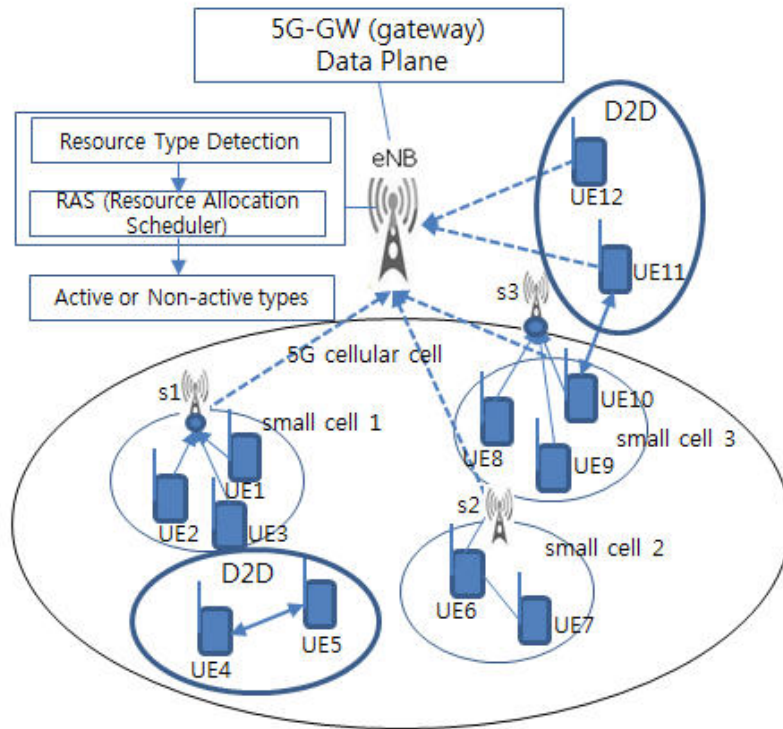 5G-GW (gateway)
Data Plane
D2D
Resource Type Detection
eNB
UE12
RAS (Resource Allocation
Scheduler)
UE11
Active or Non-active types
s3
5G cellular cell
s1
UE10
small cell 1
small cell 3
UE8
UE9
UE1
s2
UE2
UE3
small cell 2
D2D
UE6
UE7
UE5
UE4